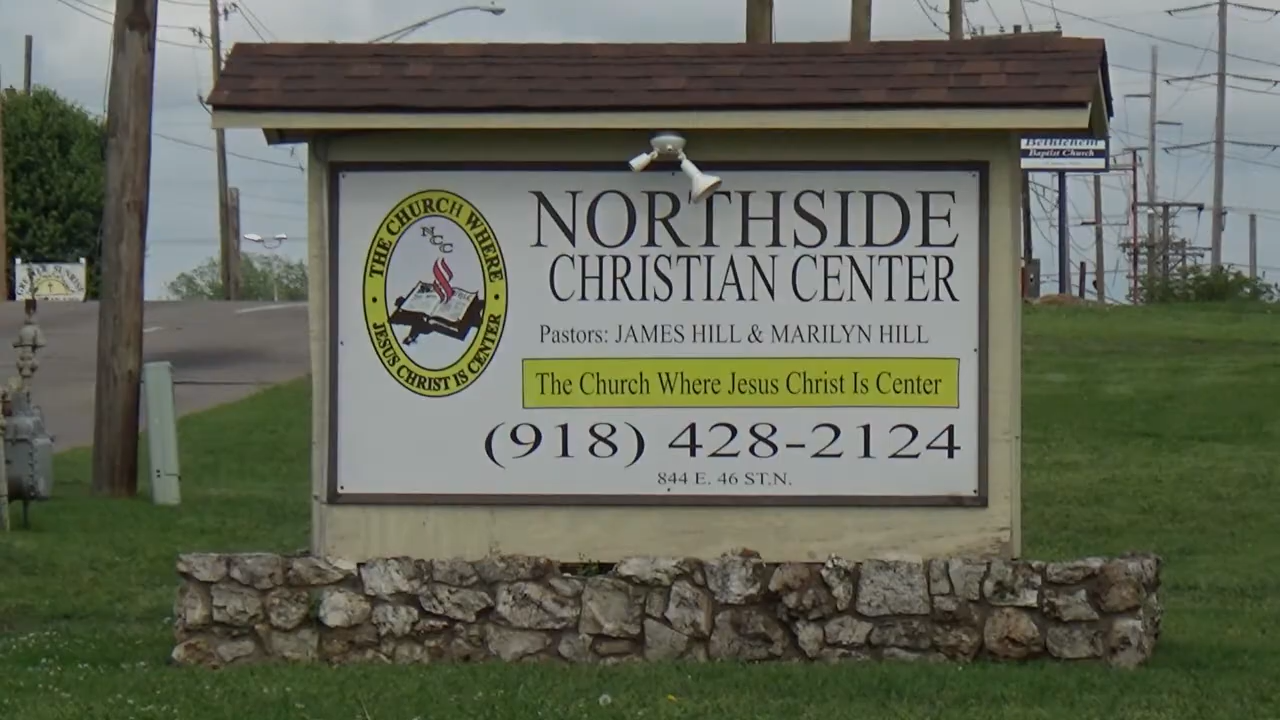 THE CHURCH WHERE
NCC
JESUS CHRIST IS CENTER
NORTHSIDE
CHRISTIAN CENTER
Pastors: JAMES HILL & MARILYN HILL
The Church Where Jesus Christ Is Center
(918) 428-2124
844 E. 46 ST.N.
Bethlehem
Baptist Church